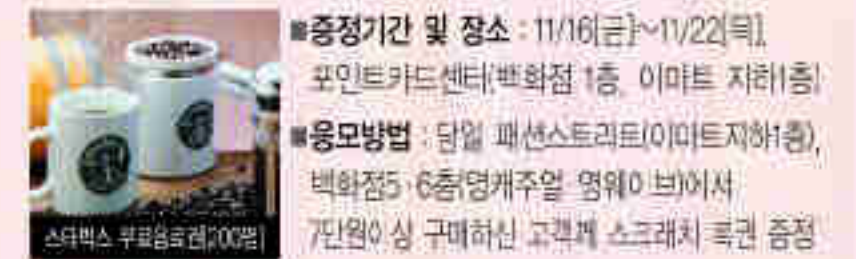 ■증정기간 및 장소 : 11/16[금]~11/22[목],
포인트카드센터(백화점 1층, 이마트 지하1층)
■응모방법 : 당일 패션스트리트(이마트지하1층),
백화점5·6층(영캐주얼 영웨이브)에서
7만원이상 구매하신 고객께 스크래치 복권 증정
스타벅스 무료음료권[200명]